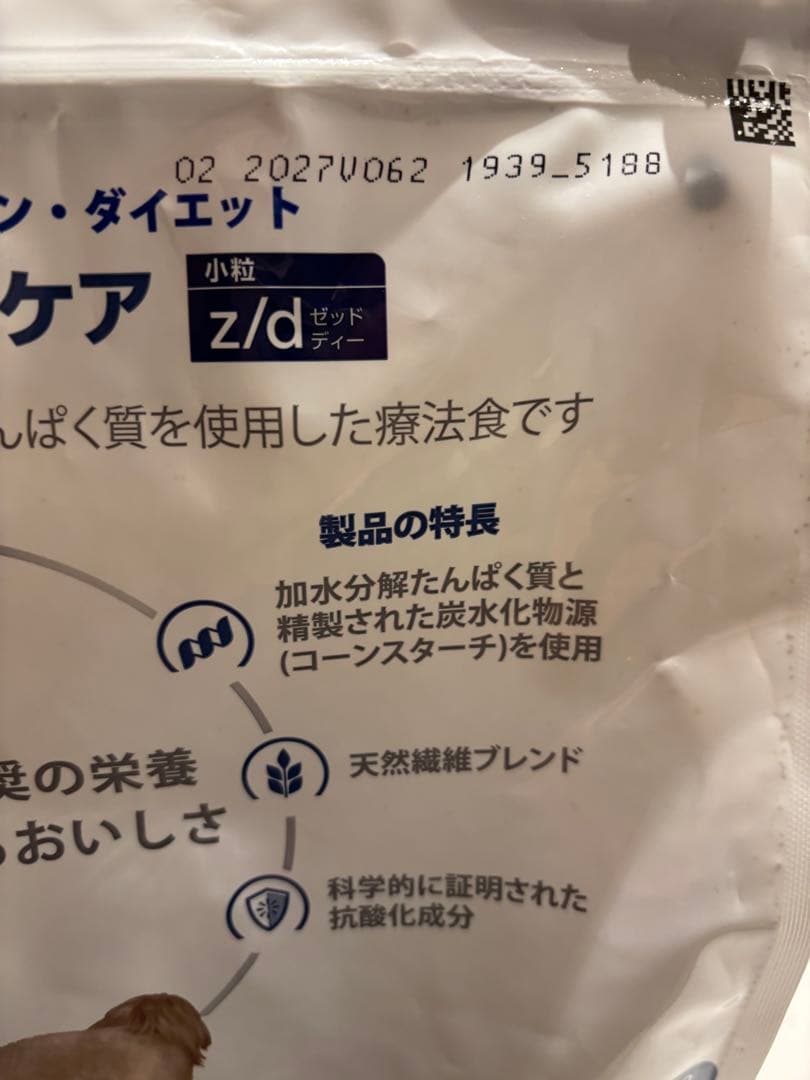 02 2027V062 1939_5188
ン・ダイエット
ケア
小粒
z/d
ゼッド
ディー
んぱく質を使用した療法食です
製品の特長
加水分解たんぱく質と
精製された炭水化物源
(コーンスターチ)を使用
奨の栄養
おいしさ
天然繊維ブレンド
科学的に証明された
抗酸化成分